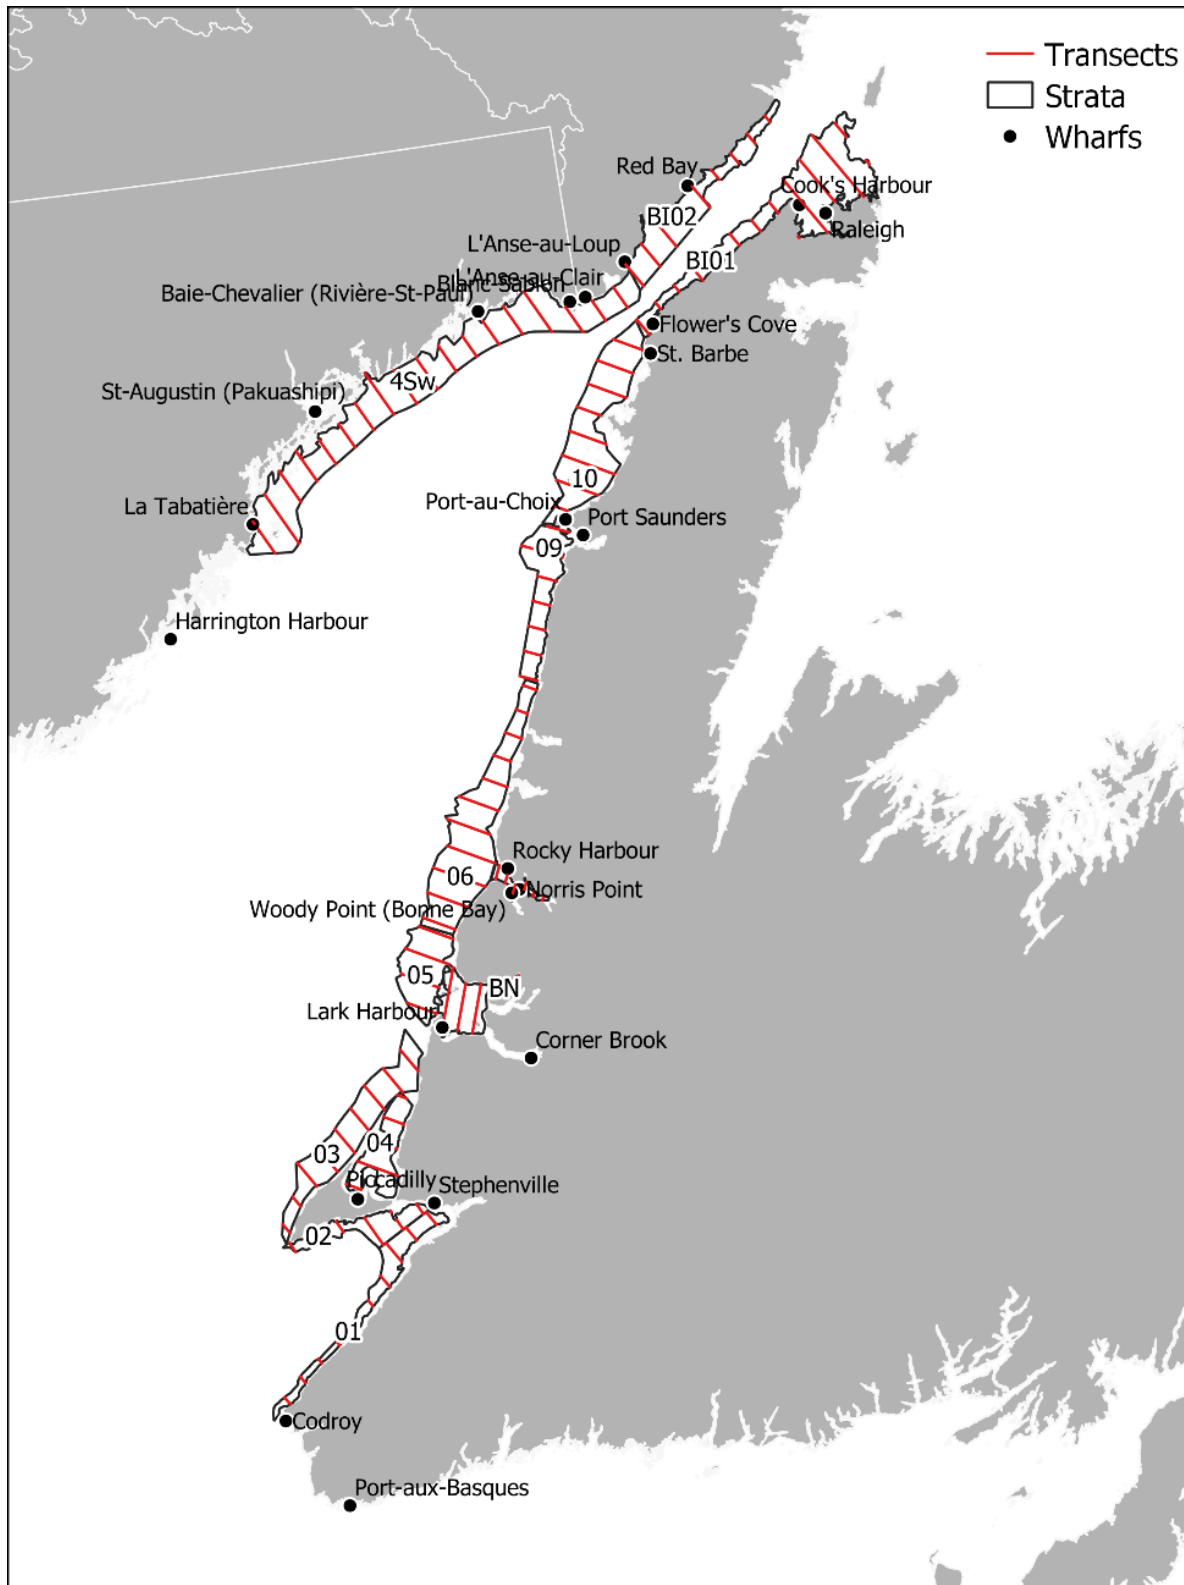 Transects
Strata
Wharfs
Red Bay
Cook's Harbour
BI02
Raleigh
L'Anse-au-Loup
BI01
L'Anse-au-Clair
Blanc-Sablon
Baie-Chevalier (Rivière-St-Paul)
Flower's Cove
St. Barbe
4Sw
St-Augustin (Pakuashipi)
10
Port-au-Choix
La Tabatière
Port Saunders
09
Harrington Harbour
Rocky Harbour
06
Norris Point
Woody Point (Bonne Bay)
05
BN
Lark Harbour
Corner Brook
04
03
Piccadilly
Stephenville
02
01
Codroy
Port-aux-Basques